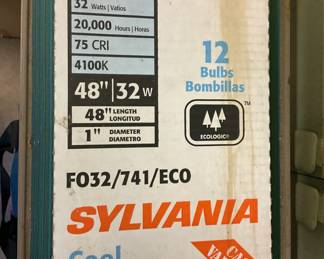 32 Watts | Vatios
20,000 Hours | Horas
75 CRI
4100K
48" 32 W
48" LENGTH LONGITUD
1" DIAMETER DIAMETRO
12
Bulbs
Bombillas
ECOLOGIC®
TM
FO32/741/ECO
SYLVANIA
Cool